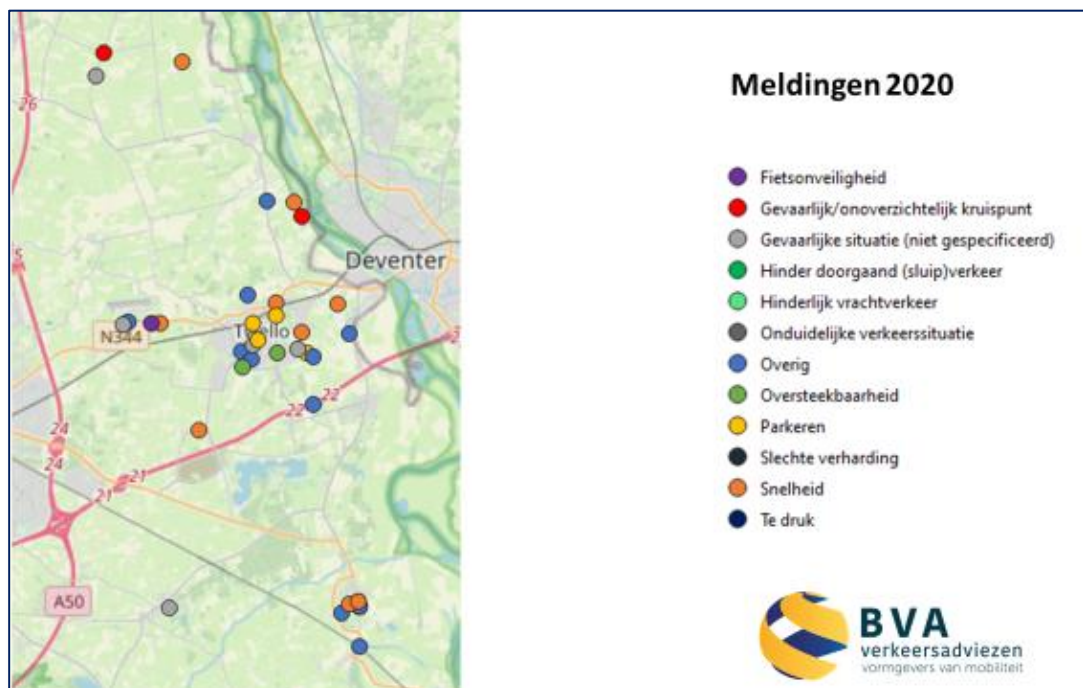 Meldingen 2020
Fietsonveiligheid
Gevaarlijk/onoverzichtelijk kruispunt
Gevaarlijke situatie (niet gespecificeerd)
Hinder doorgaand (sluip)verkeer
Hinderlijk vrachtverkeer
Onduidelijke verkeerssituatie
Overig
Oversteekbaarheid
Parkeren
Slechte verharding
Snelheid
Te druk
26
Deventer
N344
22
22
24
24
21
21
A50
BVA
verkeersadviezen
vormgevers van mobiliteit